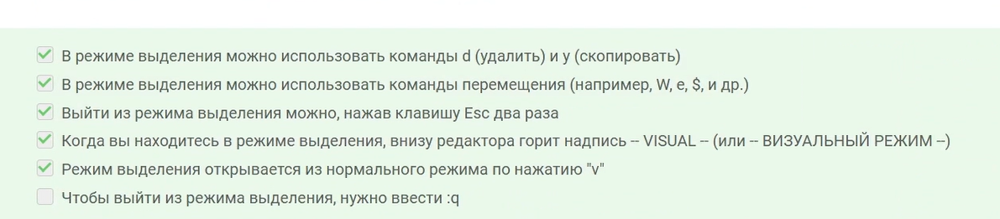 В режиме выделения можно использовать команды d (удалить) и y (скопировать)
В режиме выделения можно использовать команды перемещения (например, W, e, $, и др.)
Выйти из режима выделения можно, нажав клавишу Esc два раза
Когда вы находитесь в режиме выделения, внизу редактора горит надпись -- VISUAL -- (или -- ВИЗУАЛЬНЫЙ РЕЖИМ --)
Режим выделения открывается из нормального режима по нажатию "v"
Чтобы выйти из режима выделения, нужно ввести :q